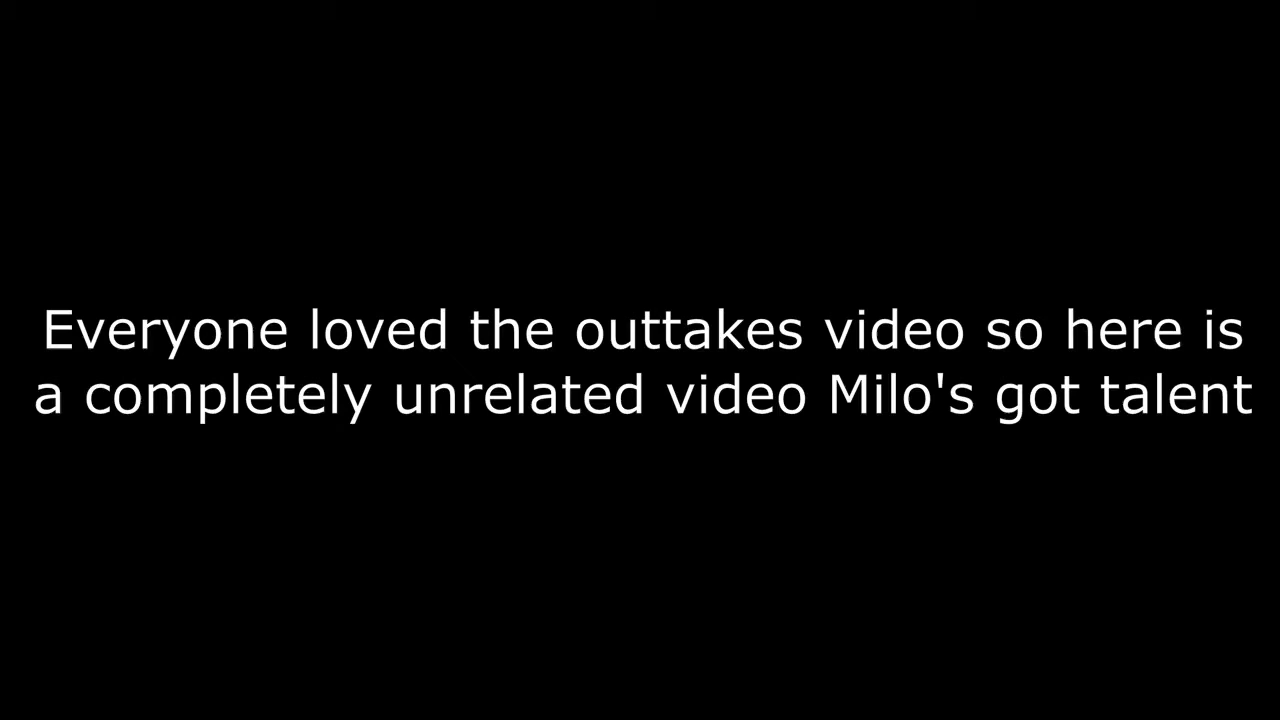 Everyone loved the outtakes video so here is
a completely unrelated video Milo's got talent